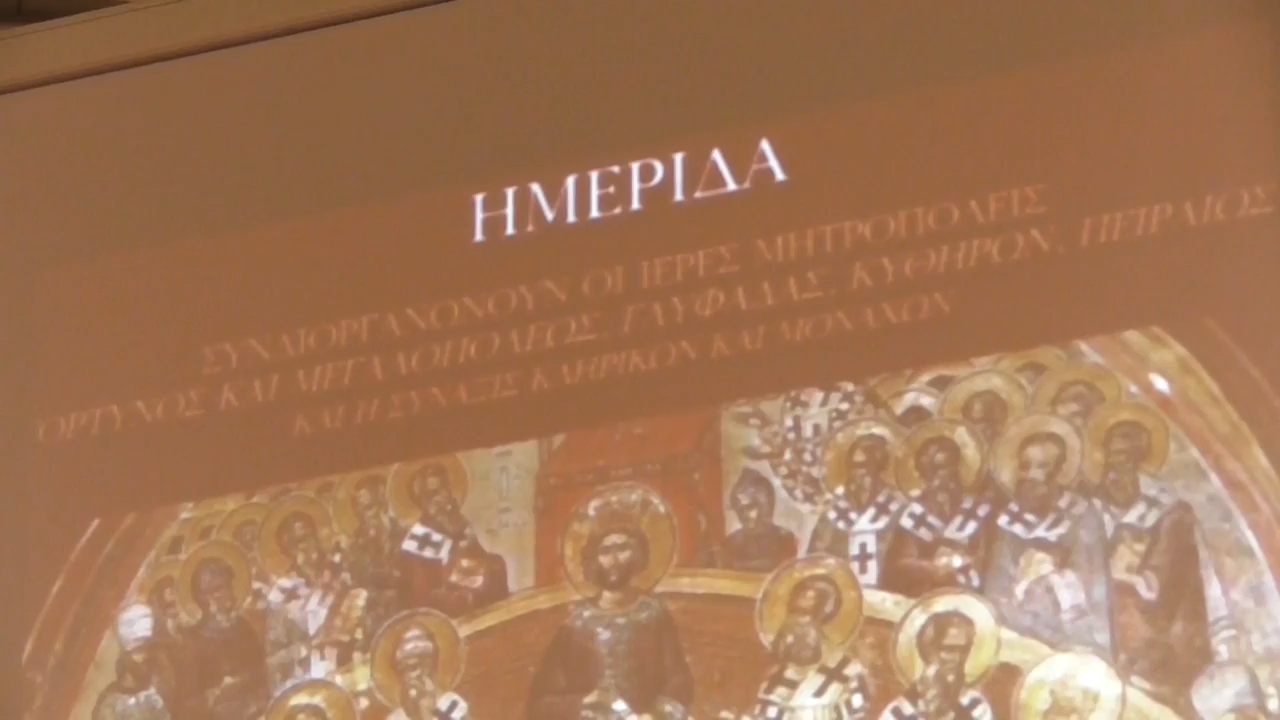 ΗΜΕΡΙΔΑ
ΣΥΝΔΙΟΡΓΑΝΩΝΟΥΝ ΟΙ ΙΕΡΕΣ ΜΗΤΡΟΠΟΛΕΙΣ
ΟΡΤΥΝΟΣ ΚΑΙ ΜΕΓΑΛΟΠΟΛΕΩΣ, ΓΛΥΦΑΔΑΣ, ΚΥΘΗΡΩΝ, ΠΕΙΡΑΙΩΣ
ΚΑΙ Η ΣΥΝΑΞΙΣ ΚΛΗΡΙΚΩΝ ΚΑΙ ΜΟΝΑΧΩΝ